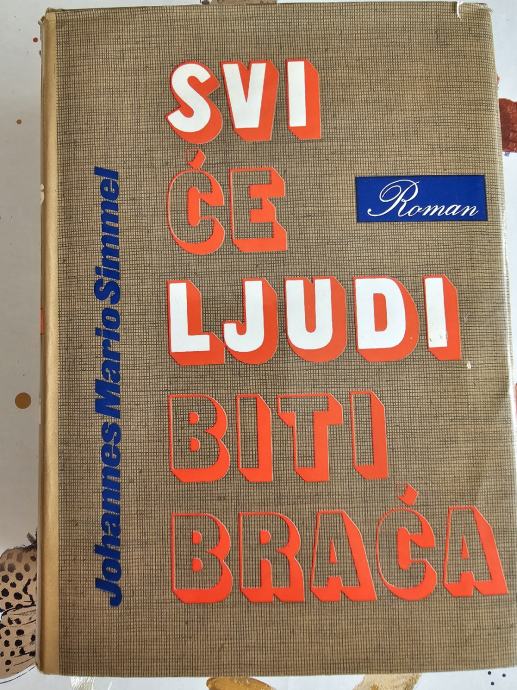 SVI
ĆE
Roman
LJUDI
BITI
BRAĆA
Johannes Mario Simmel